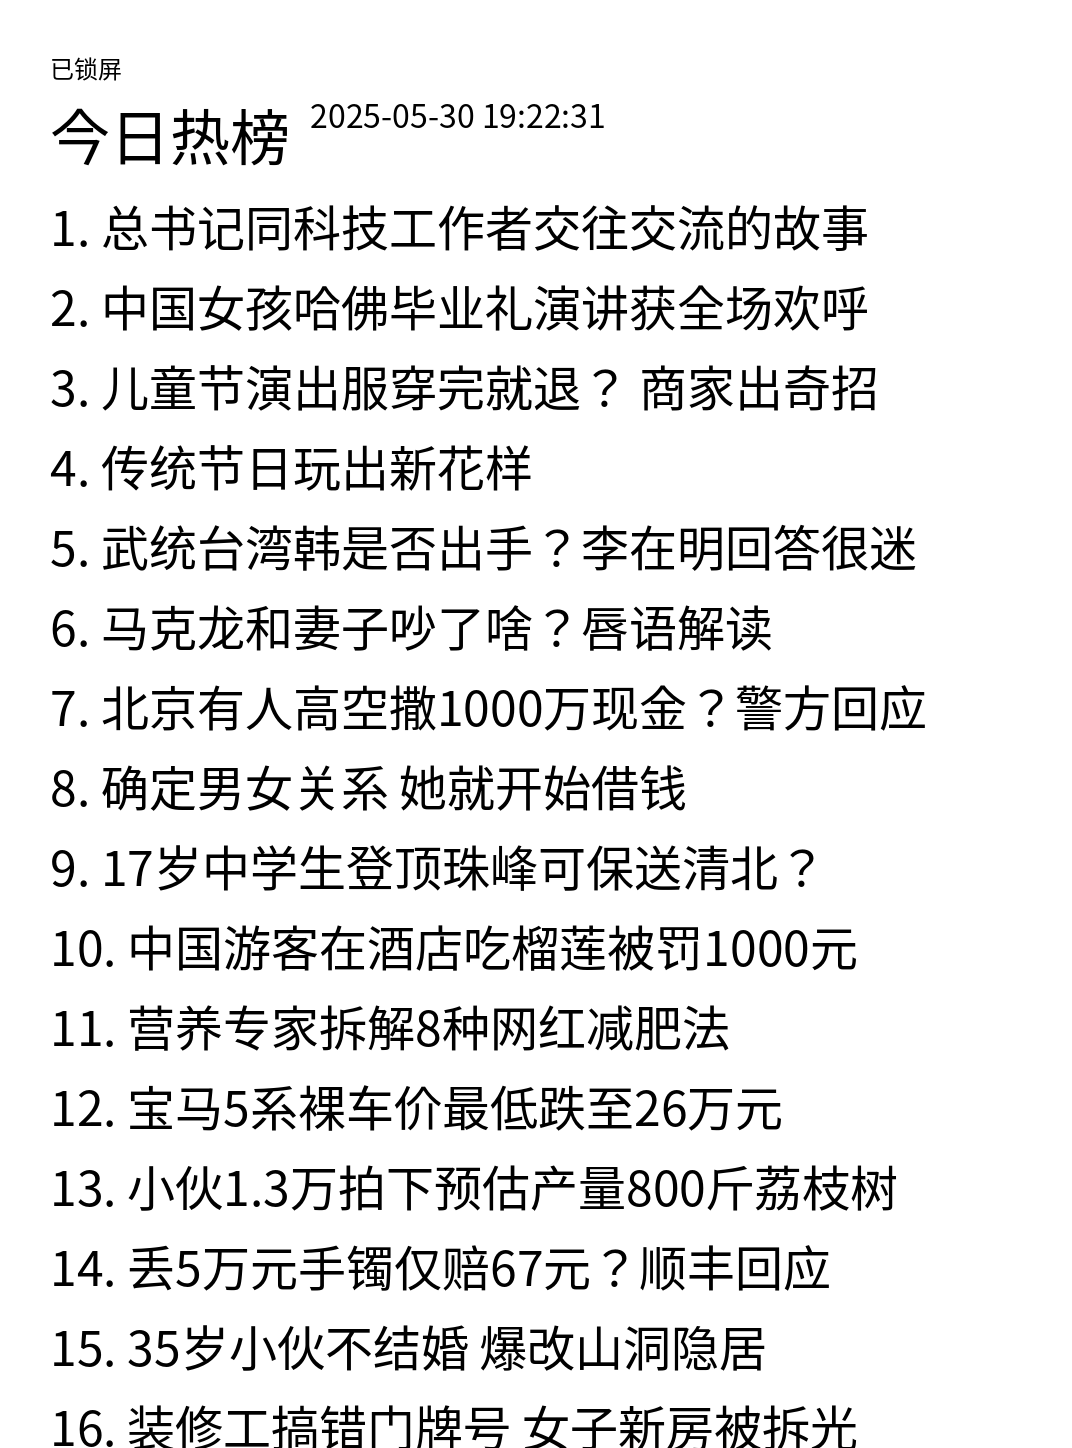 已锁屏
今日热榜 2025-05-30 19:22:31
1. 总书记同科技工作者交往交流的故事
2. 中国女孩哈佛毕业礼演讲获全场欢呼
3. 儿童节演出服穿完就退？ 商家出奇招
4. 传统节日玩出新花样
5. 武统台湾韩是否出手？李在明回答很迷
6. 马克龙和妻子吵了啥？唇语解读
7. 北京有人高空撒1000万现金？警方回应
8. 确定男女关系 她就开始借钱
9. 17岁中学生登顶珠峰可保送清北？
10. 中国游客在酒店吃榴莲被罚1000元
11. 营养专家拆解8种网红减肥法
12. 宝马5系裸车价最低跌至26万元
13. 小伙1.3万拍下预估产量800斤荔枝树
14. 丢5万元手镯仅赔67元？顺丰回应
15. 35岁小伙不结婚 爆改山洞隐居
16. 装修工搞错门牌号 女子新房被拆光